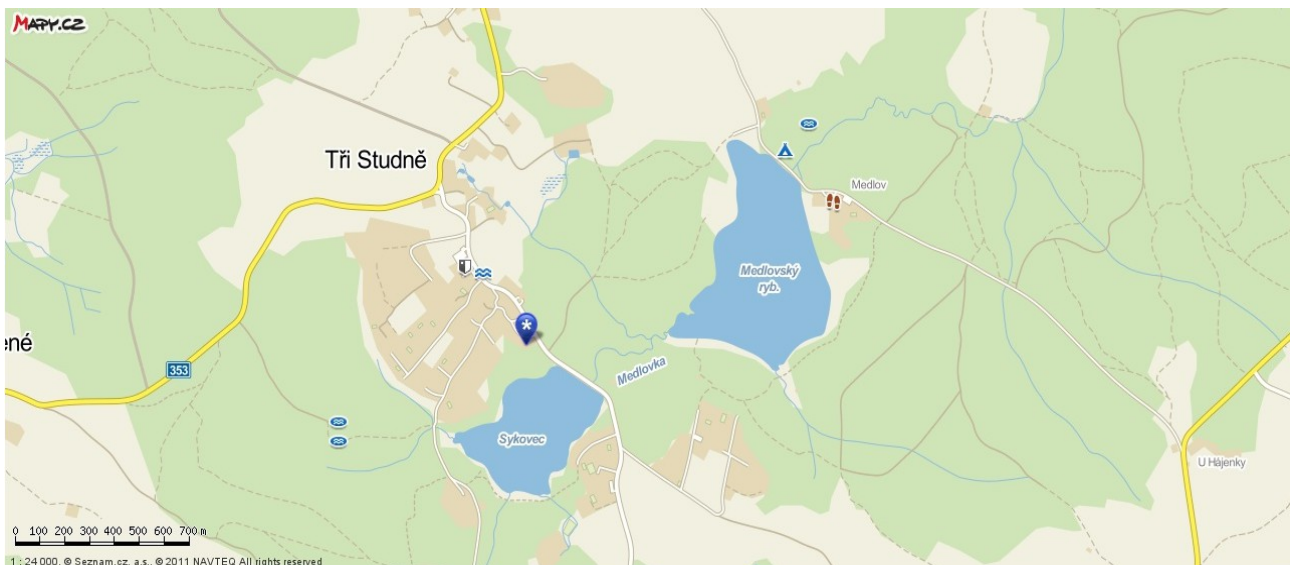 MAPY.CZ
Tři Studně
Medlov
Medlovský
ryb.
ené
353
Medlovka
Sykovec
U Hájenky
0 100 200 300 400 500 600 700 m
1 : 24 000, © Seznam.cz, a.s., © 2011 NAVTEQ All rights reserved